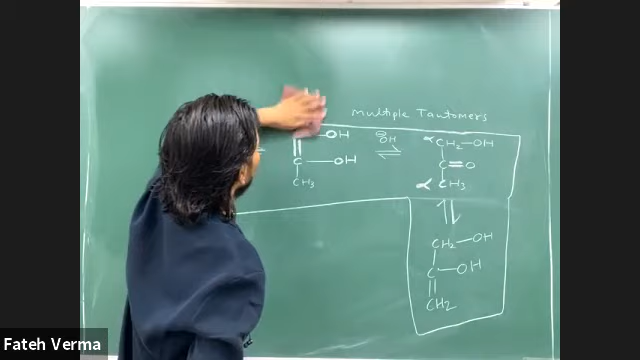 multiple Tautomers
OH
⊖OH
⇌
α CH2—OH
C—OH
C=O
CH3
α CH3
⇌
CH2—OH
C—OH
CH2
Fateh Verma